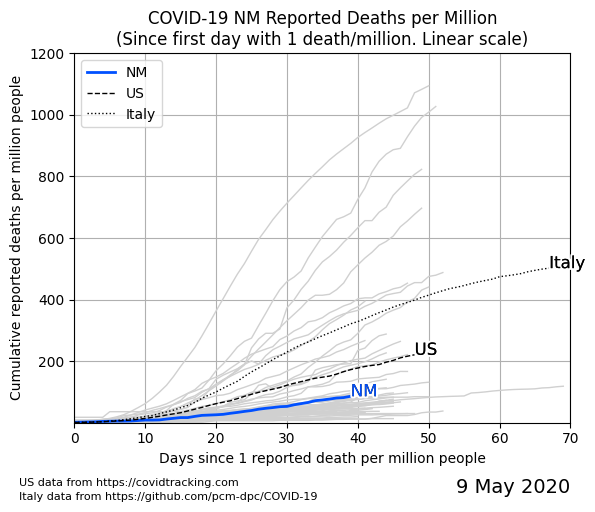 COVID-19 NM Reported Deaths per Million
(Since first day with 1 death/million. Linear scale)
Cumulative reported deaths per million people
1200
1000
800
600
400
200
NM
US
Italy
Italy
US
NM
0
10
20
30
40
50
60
70
Days since 1 reported death per million people
US data from https://covidtracking.com
Italy data from https://github.com/pcm-dpc/COVID-19
9 May 2020